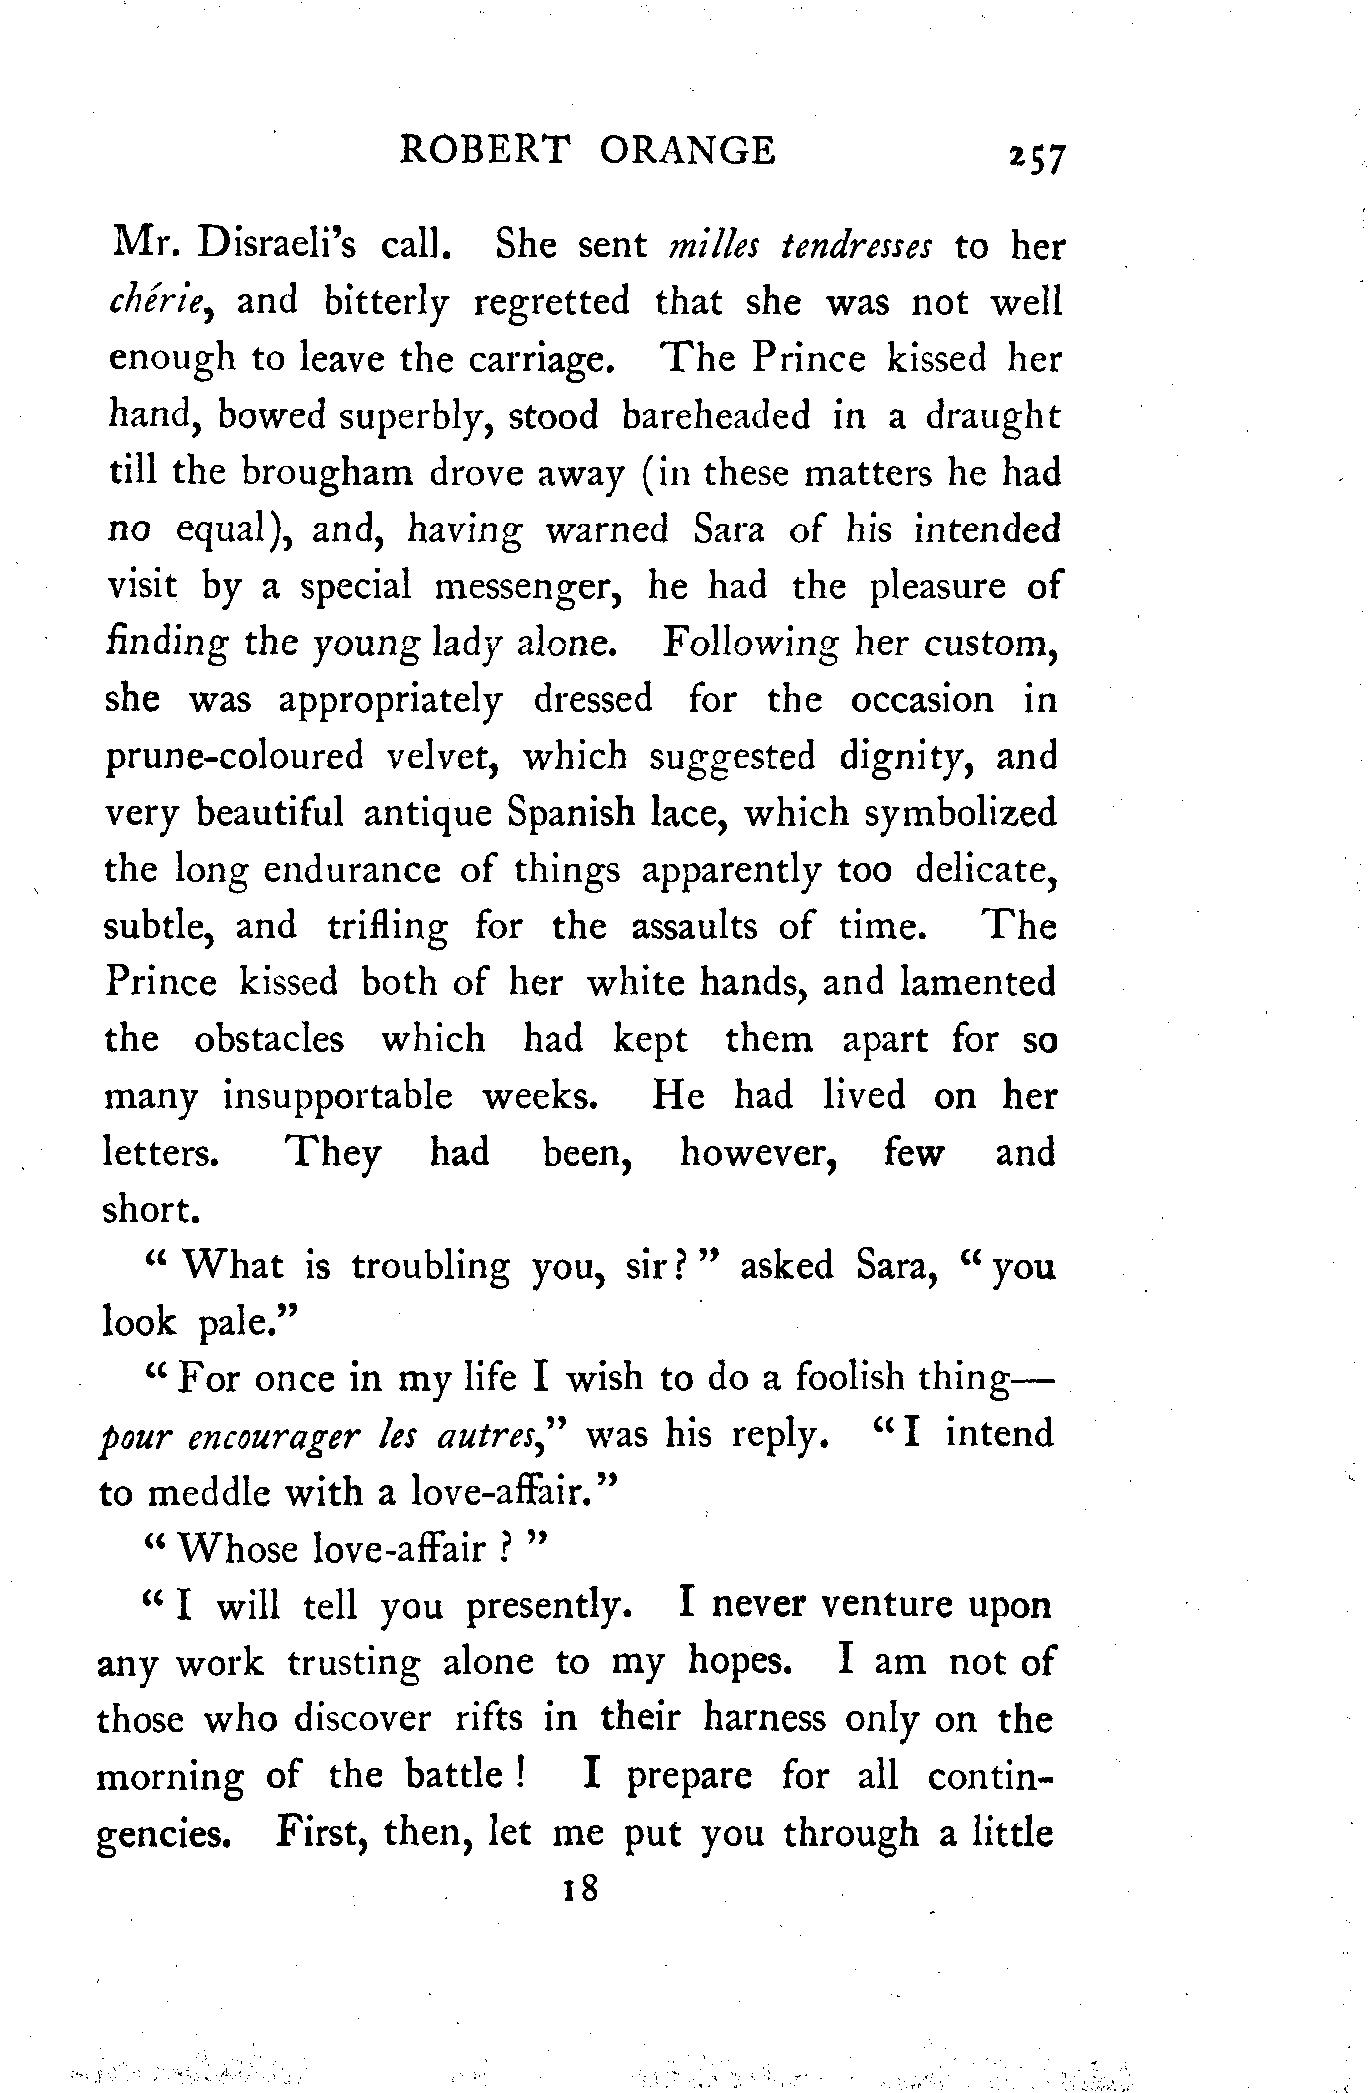 ROBERT ORANGE 257
Mr. Disraeli's call. She sent milles tendresses to her
chérie, and bitterly regretted that she was not well
enough to leave the carriage. The Prince kissed her
hand, bowed superbly, stood bareheaded in a draught
till the brougham drove away (in these matters he had
no equal), and, having warned Sara of his intended
visit by a special messenger, he had the pleasure of
finding the young lady alone. Following her custom,
she was appropriately dressed for the occasion in
prune-coloured velvet, which suggested dignity, and
very beautiful antique Spanish lace, which symbolized
the long endurance of things apparently too delicate,
subtle, and trifling for the assaults of time. The
Prince kissed both of her white hands, and lamented
the obstacles which had kept them apart for so
many insupportable weeks. He had lived on her
letters. They had been, however, few and
short.
“ What is troubling you, sir? ” asked Sara, “ you
look pale.”
“ For once in my life I wish to do a foolish thing—
pour encourager les autres,” was his reply. “ I intend
to meddle with a love-affair.”
“ Whose love-affair ? ”
“ I will tell you presently. I never venture upon
any work trusting alone to my hopes. I am not of
those who discover rifts in their harness only on the
morning of the battle ! I prepare for all contin-
gencies. First, then, let me put you through a little
18